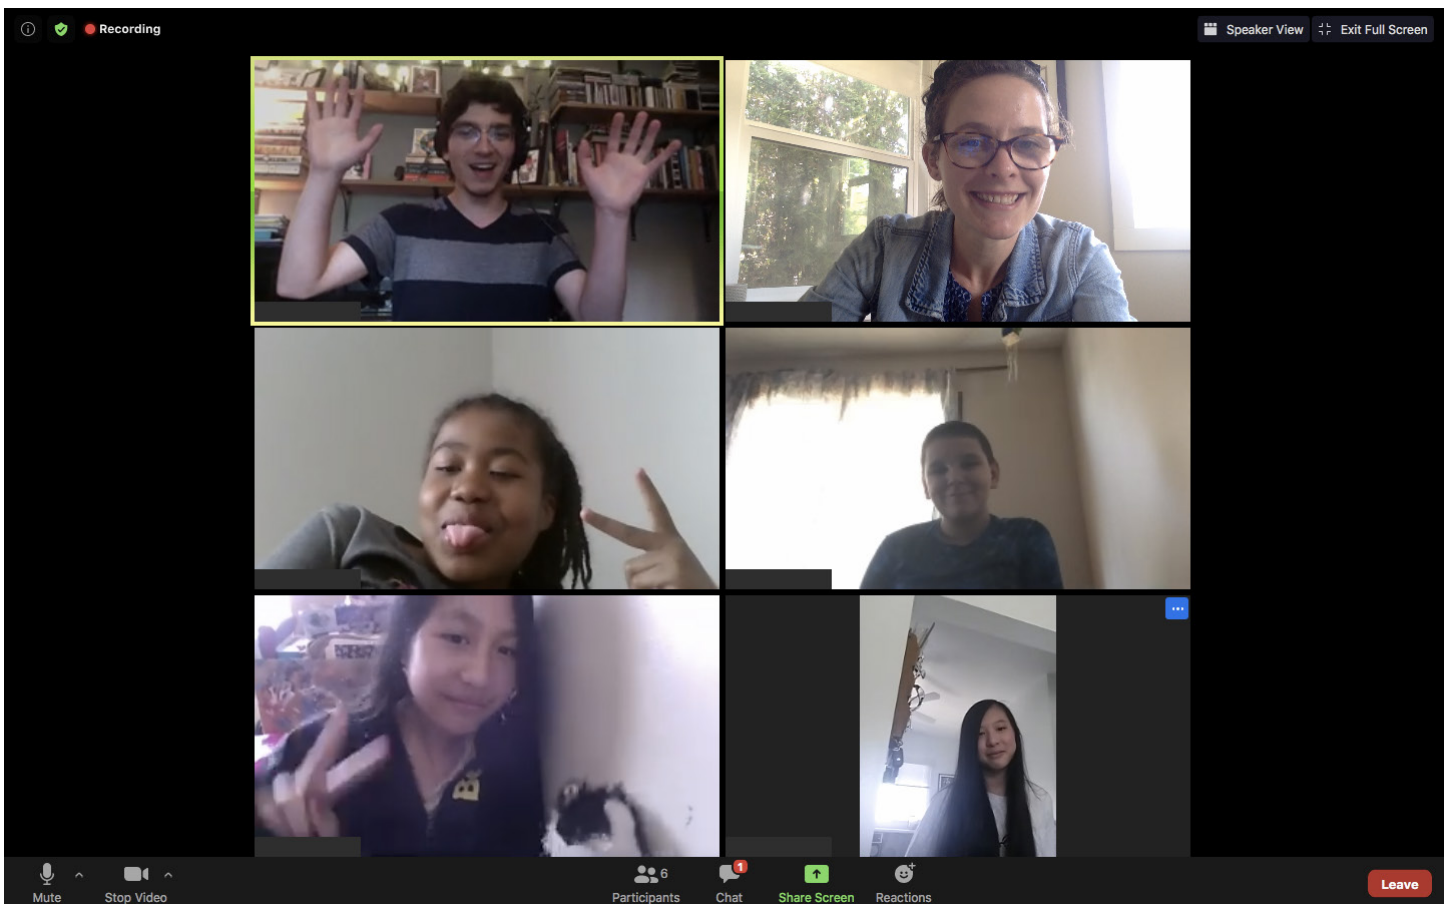 Recording
Speaker View
Exit Full Screen
Mute
Stop Video
Participants
6
Chat
1
Share Screen
Reactions
Leave